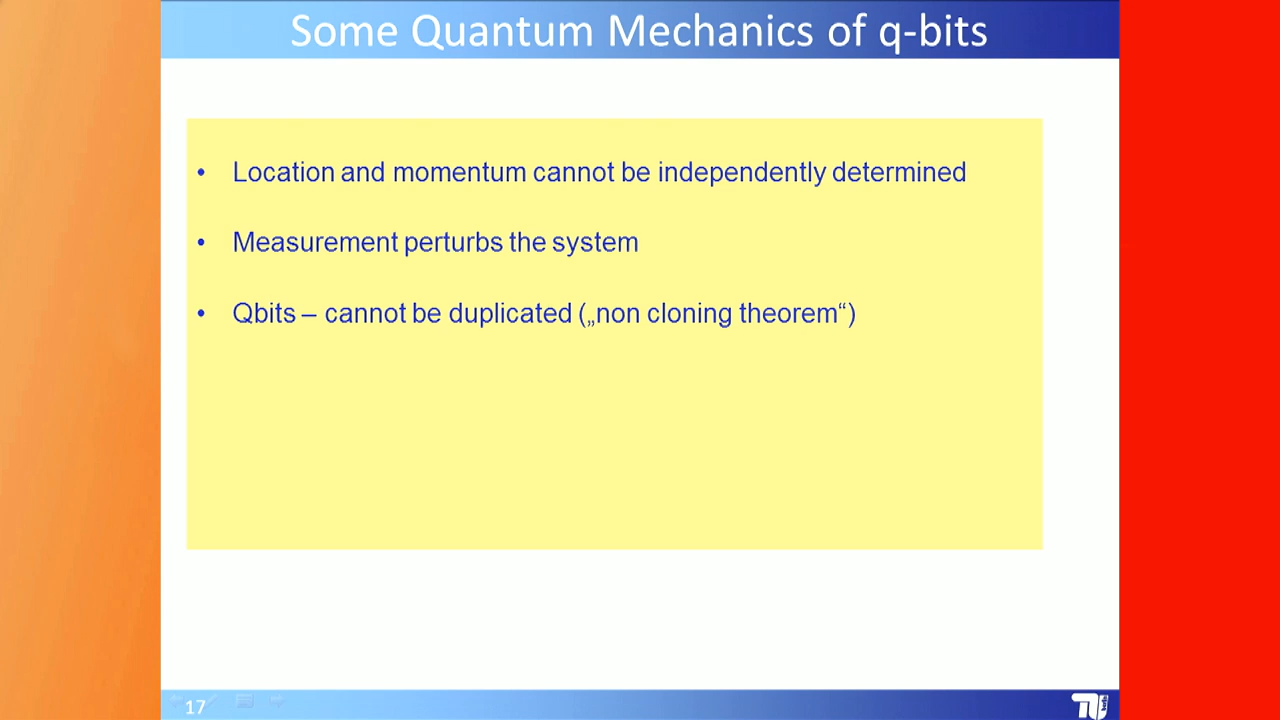 Some Quantum Mechanics of q-bits
• Location and momentum cannot be independently determined
• Measurement perturbs the system
• Qbits – cannot be duplicated („non cloning theorem“)
17